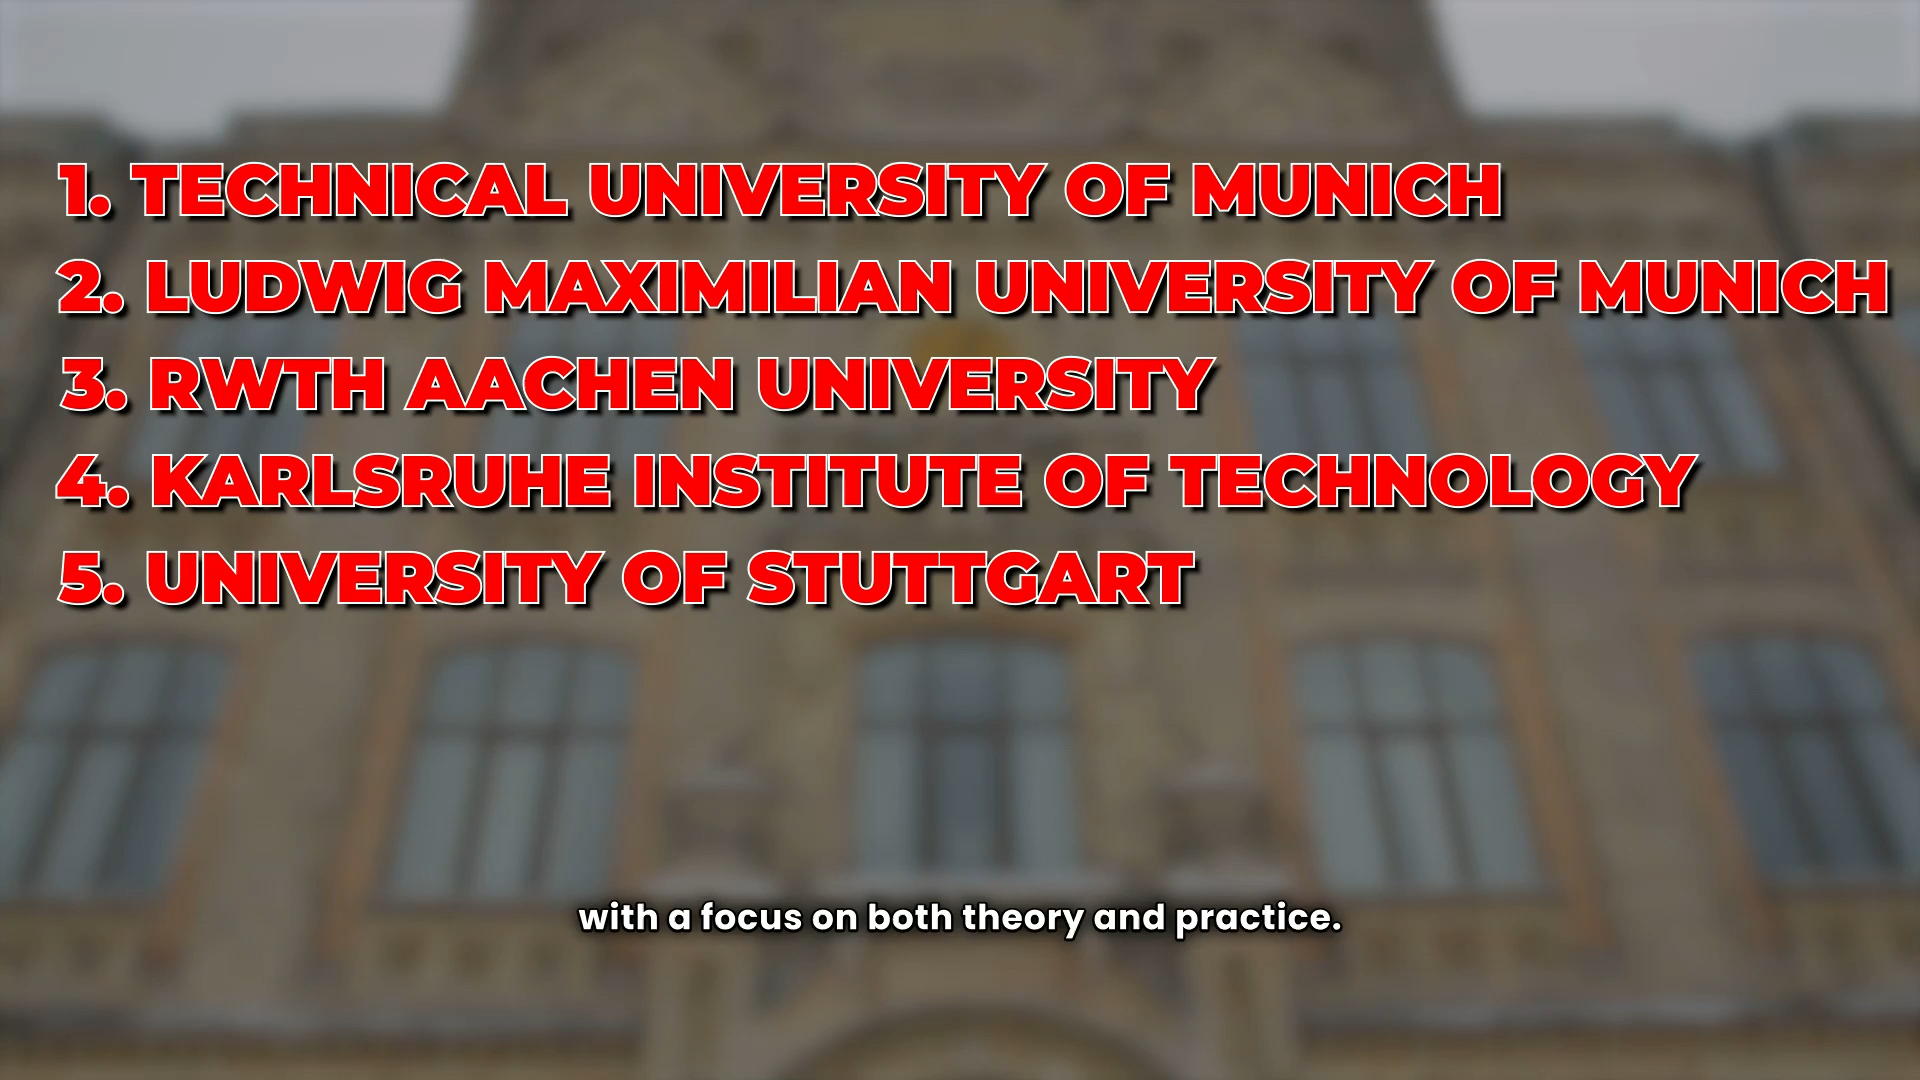 1. TECHNICAL UNIVERSITY OF MUNICH
2. LUDWIG MAXIMILIAN UNIVERSITY OF MUNICH
3. RWTH AACHEN UNIVERSITY
4. KARLSRUHE INSTITUTE OF TECHNOLOGY
5. UNIVERSITY OF STUTTGART
with a focus on both theory and practice.